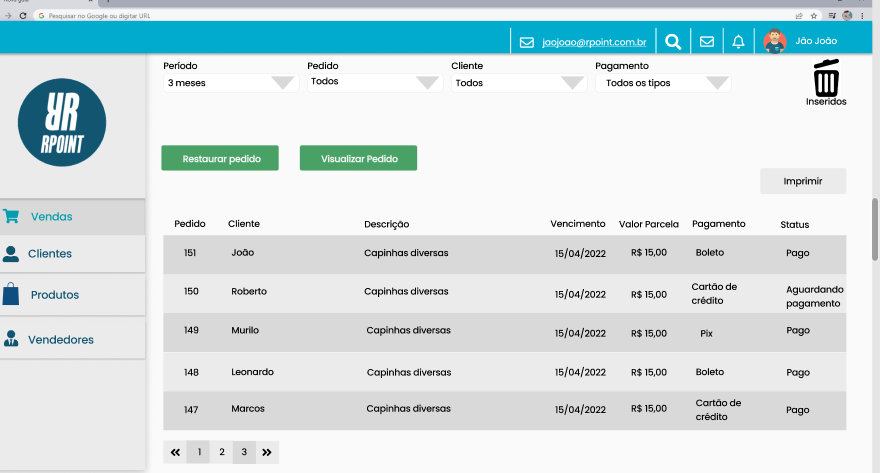 Pesquisar no Google ou digitar URL
jaojoao@rpoint.com.br
Jão João
Período
Pedido
Cliente
Pagamento
3 meses
Todos
Todos
Todos os tipos
Inseridos
RPOINT
Restaurar pedido
Visualizar Pedido
Imprimir
Vendas
Clientes
Produtos
Vendedores
Pedido Cliente Descrição Vencimento Valor Parcela Pagamento Status
151 João Capinhas diversas 15/04/2022 R$ 15,00 Boleto Pago
150 Roberto Capinhas diversas 15/04/2022 R$ 15,00 Cartão de crédito Aguardando pagamento
149 Murilo Capinhas diversas 15/04/2022 R$ 15,00 Pix Pago
148 Leonardo Capinhas diversas 15/04/2022 R$ 15,00 Boleto Pago
147 Marcos Capinhas diversas 15/04/2022 R$ 15,00 Cartão de crédito Pago
1 2 3